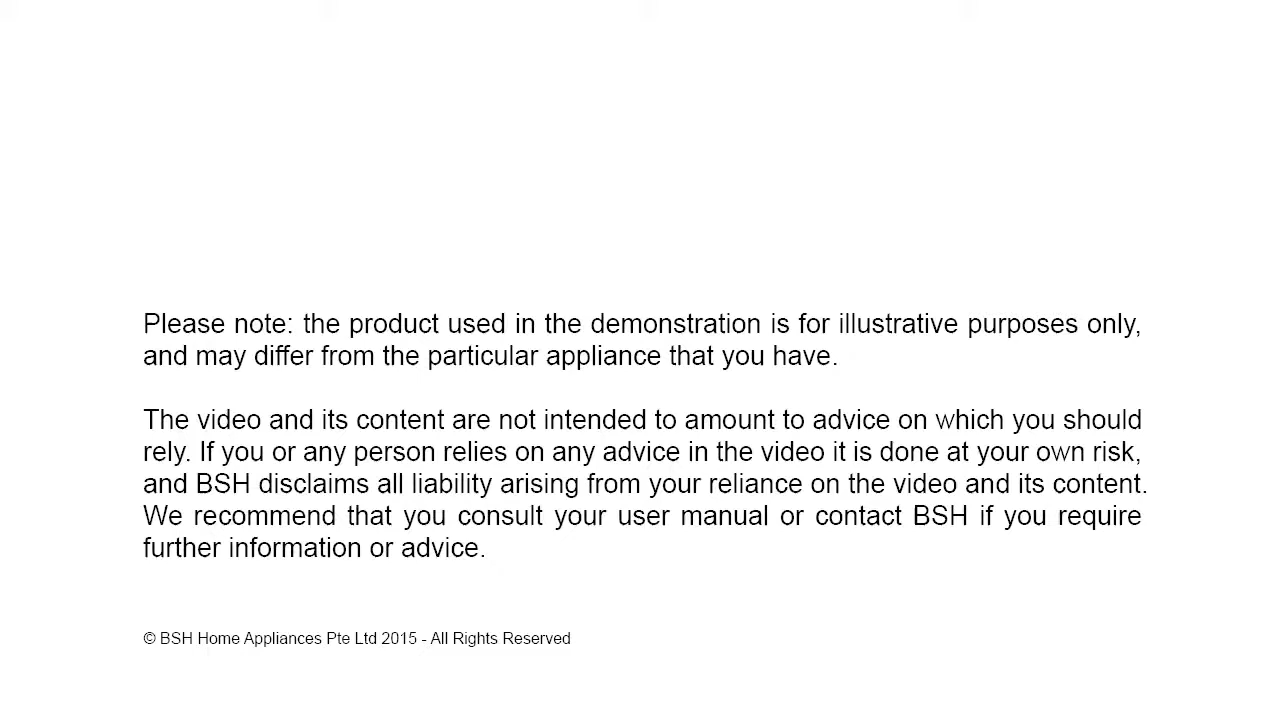 Please note: the product used in the demonstration is for illustrative purposes only,
and may differ from the particular appliance that you have.
The video and its content are not intended to amount to advice on which you should
rely. If you or any person relies on any advice in the video it is done at your own risk,
and BSH disclaims all liability arising from your reliance on the video and its content.
We recommend that you consult your user manual or contact BSH if you require
further information or advice.
© BSH Home Appliances Pte Ltd 2015 - All Rights Reserved